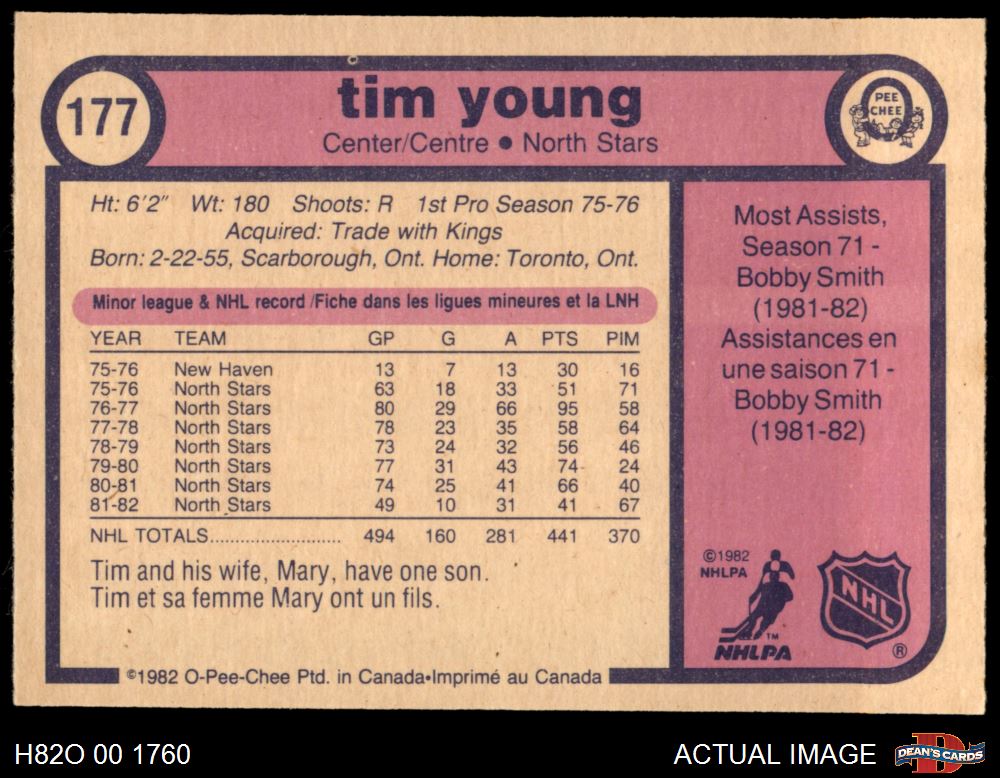 177
tim young
Center/Centre • North Stars
PEE
CHEE
Ht: 6'2" Wt: 180 Shoots: R 1st Pro Season 75-76
Acquired: Trade with Kings
Born: 2-22-55, Scarborough, Ont. Home: Toronto, Ont.
Minor league & NHL record /Fiche dans les ligues mineures et la LNH
YEAR TEAM GP G A PTS PIM
75-76 New Haven 13 7 13 30 16
75-76 North Stars 63 18 33 51 71
76-77 North Stars 80 29 66 95 58
77-78 North Stars 78 23 35 58 64
78-79 North Stars 73 24 32 56 46
79-80 North Stars 77 31 43 74 24
80-81 North Stars 74 25 41 66 40
81-82 North Stars 49 10 31 41 67
NHL TOTALS........................ 494 160 281 441 370
Tim and his wife, Mary, have one son.
Tim et sa femme Mary ont un fils.
©1982 O-Pee-Chee Ptd. in Canada•Imprimé au Canada
Most Assists,
Season 71 -
Bobby Smith
(1981-82)
Assistances en
une saison 71 -
Bobby Smith
(1981-82)
©1982
NHLPA
TM
NHLPA
NHL
®
H82O 00 1760
ACTUAL IMAGE
DEAN'S CARDS